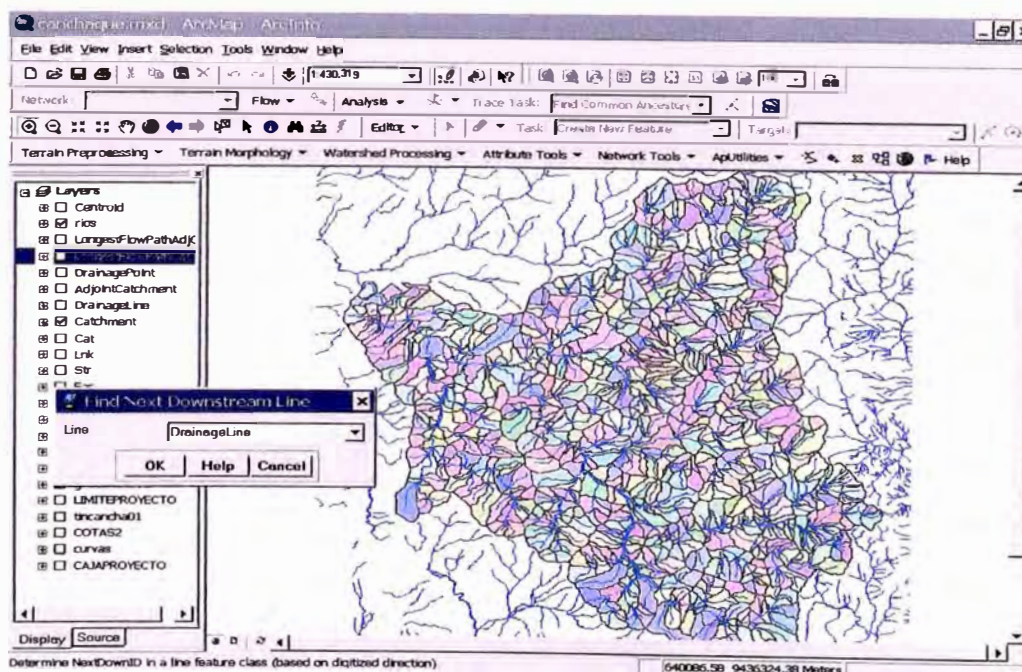 canchaque.mxd - ArcMap - ArcInfo
File Edit View Insert Selection Tools Window Help
1:430,319
Network: Flow Analysis Trace Task: Find Common Ancestors
Editor Task: Create New Feature Target:
Terrain Preprocessing Terrain Morphology Watershed Processing Attribute Tools Network Tools ApUtilities Help
Layers
Centroid
rios
LongestFlowPathAdjC
DrainagePoint
AdjointCatchment
DrainageLine
Catchment
Cat
Lnk
Str
Find Next Downstream Line
Line DrainageLine
OK Help Cancel
LIMITEPROYECTO
tincancha01
COTAS2
curvas
CAJAPROYECTO
Display Source
Determine NextDownID in a line feature class (based on digitized direction)
640086.58 9436324.38 Meters